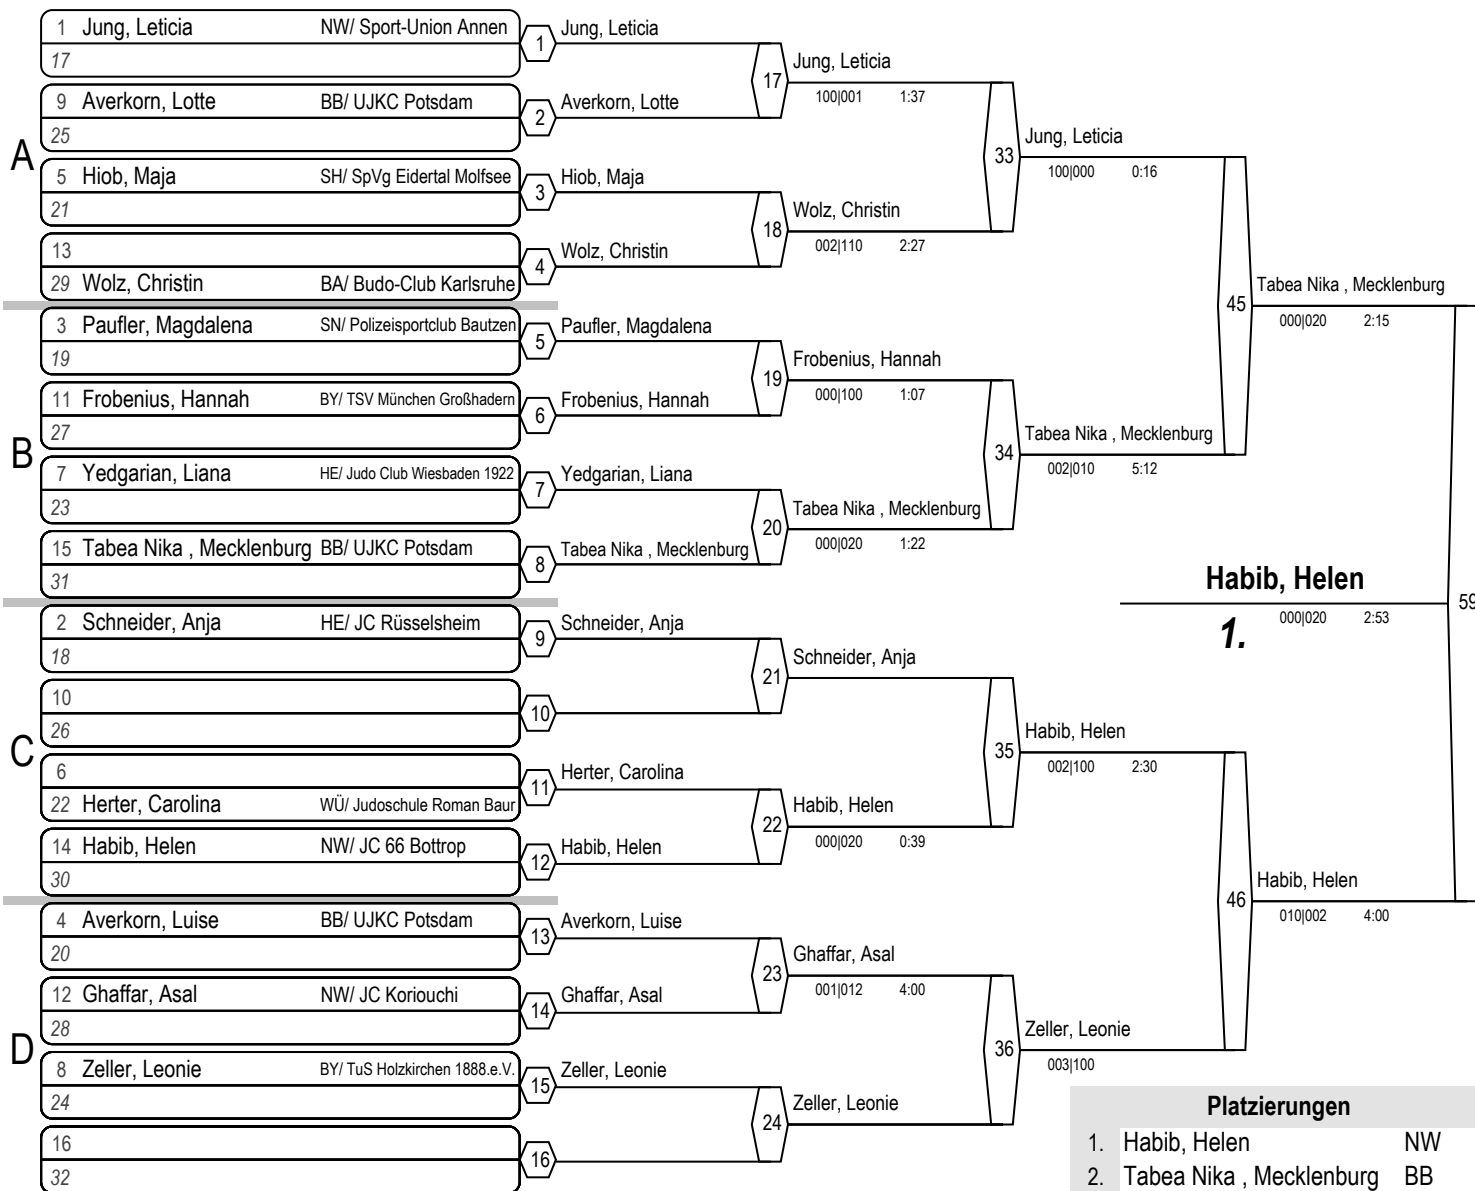 1 Jung, Leticia NW/ Sport-Union Annen
17
1
Jung, Leticia
9 Averkorn, Lotte BB/ UJKC Potsdam
25
2
Averkorn, Lotte
A
5 Hiob, Maja SH/ SpVg Eidertal Molfsee
21
3
Hiob, Maja
13
29 Wolz, Christin BA/ Budo-Club Karlsruhe
4
Wolz, Christin
3 Paufler, Magdalena SN/ Polizeisportclub Bautzen
19
5
Paufler, Magdalena
11 Frobenius, Hannah BY/ TSV München Großhadern
27
6
Frobenius, Hannah
B
7 Yedgarian, Liana HE/ Judo Club Wiesbaden 1922
23
7
Yedgarian, Liana
15 Tabea Nika , Mecklenburg BB/ UJKC Potsdam
31
8
Tabea Nika , Mecklenburg
2 Schneider, Anja HE/ JC Rüsselsheim
18
9
Schneider, Anja
10
26
10
C
6
22 Herter, Carolina WÜ/ Judoschule Roman Baur
11
Herter, Carolina
14 Habib, Helen NW/ JC 66 Bottrop
30
12
Habib, Helen
4 Averkorn, Luise BB/ UJKC Potsdam
20
13
Averkorn, Luise
12 Ghaffar, Asal NW/ JC Koriouchi
28
14
Ghaffar, Asal
D
8 Zeller, Leonie BY/ TuS Holzkirchen 1888.e.V.
24
15
Zeller, Leonie
16
32
16
17
Jung, Leticia
100|001 1:37
18
Wolz, Christin
002|110 2:27
19
Frobenius, Hannah
000|100 1:07
20
Tabea Nika , Mecklenburg
000|020 1:22
21
Schneider, Anja
22
Habib, Helen
000|020 0:39
23
Ghaffar, Asal
001|012 4:00
24
Zeller, Leonie
33
Jung, Leticia
100|000 0:16
34
Tabea Nika , Mecklenburg
002|010 5:12
35
Habib, Helen
002|100 2:30
36
Zeller, Leonie
003|100
45
Tabea Nika , Mecklenburg
000|020 2:15
46
Habib, Helen
010|002 4:00
Habib, Helen
59
1. 000|020 2:53
Platzierungen
1. Habib, Helen NW
2. Tabea Nika , Mecklenburg BB